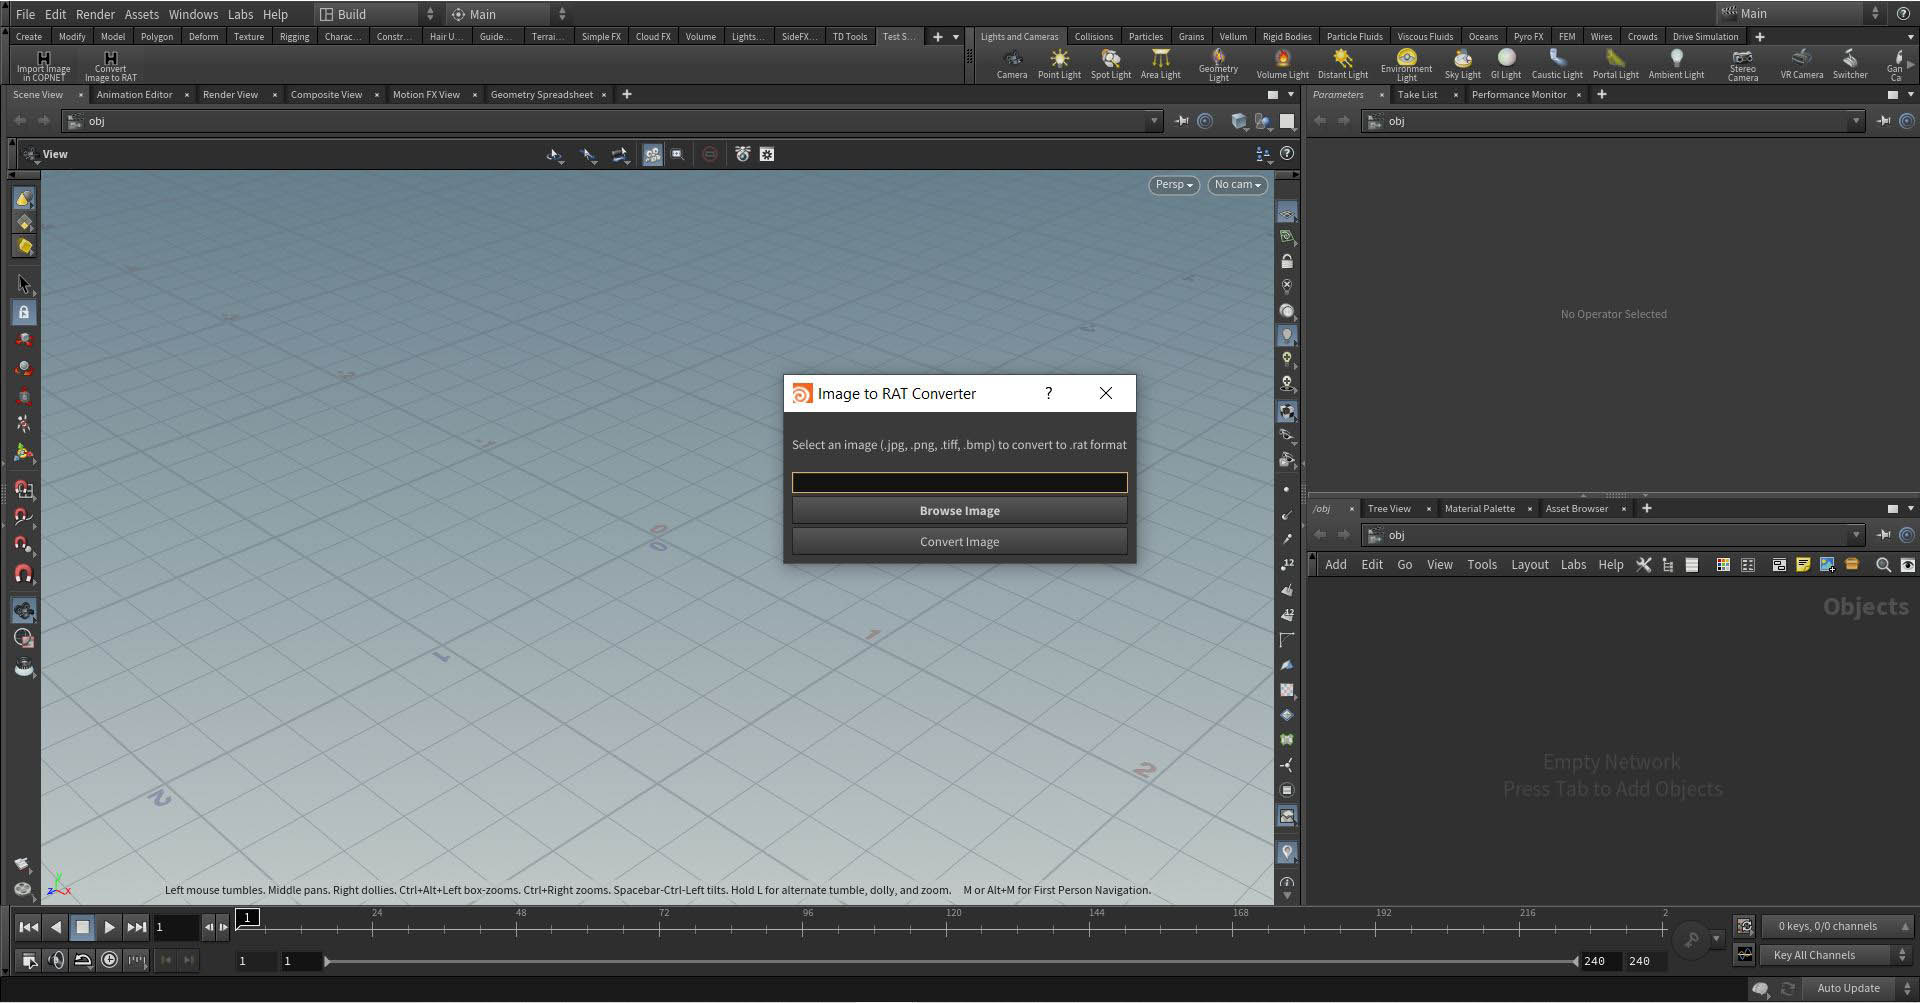 File Edit Render Assets Windows Labs Help Build Main Main
Create Modify Model Polygon Deform Texture Rigging Charac... Constr... Hair U... Guide... Terrai... Simple FX Cloud FX Volume Lights... SideFX... TD Tools Test S...
Lights and Cameras Collisions Particles Grains Vellum Rigid Bodies Particle Fluids Viscous Fluids Oceans Pyro FX FEM Wires Crowds Drive Simulation
Import Image in COPNET
Convert Image to RAT
Camera Point Light Spot Light Area Light Geometry Light Volume Light Distant Light Environment Light Sky Light GI Light Caustic Light Portal Light Ambient Light Stereo Camera VR Camera Switcher Gan Ca
Scene View Animation Editor Render View Composite View Motion FX View Geometry Spreadsheet
Parameters Take List Performance Monitor
obj
obj
View
Persp
No cam
No Operator Selected
Image to RAT Converter ?
Select an image (.jpg, .png, .tiff, .bmp) to convert to .rat format
Browse Image
Convert Image
/obj Tree View Material Palette Asset Browser
obj
Add Edit Go View Tools Layout Labs Help
Objects
Empty Network
Press Tab to Add Objects
12
12
0
0
1
1
2
2
y
z x
Left mouse tumbles. Middle pans. Right dollies. Ctrl+Alt+Left box-zooms. Ctrl+Right zooms. Spacebar-Ctrl-Left tilts. Hold L for alternate tumble, dolly, and zoom. M or Alt+M for First Person Navigation.
1 1 24 48 72 96 120 144 168 192 216 2
0 keys, 0/0 channels
1 1 240 240
Key All Channels
Auto Update